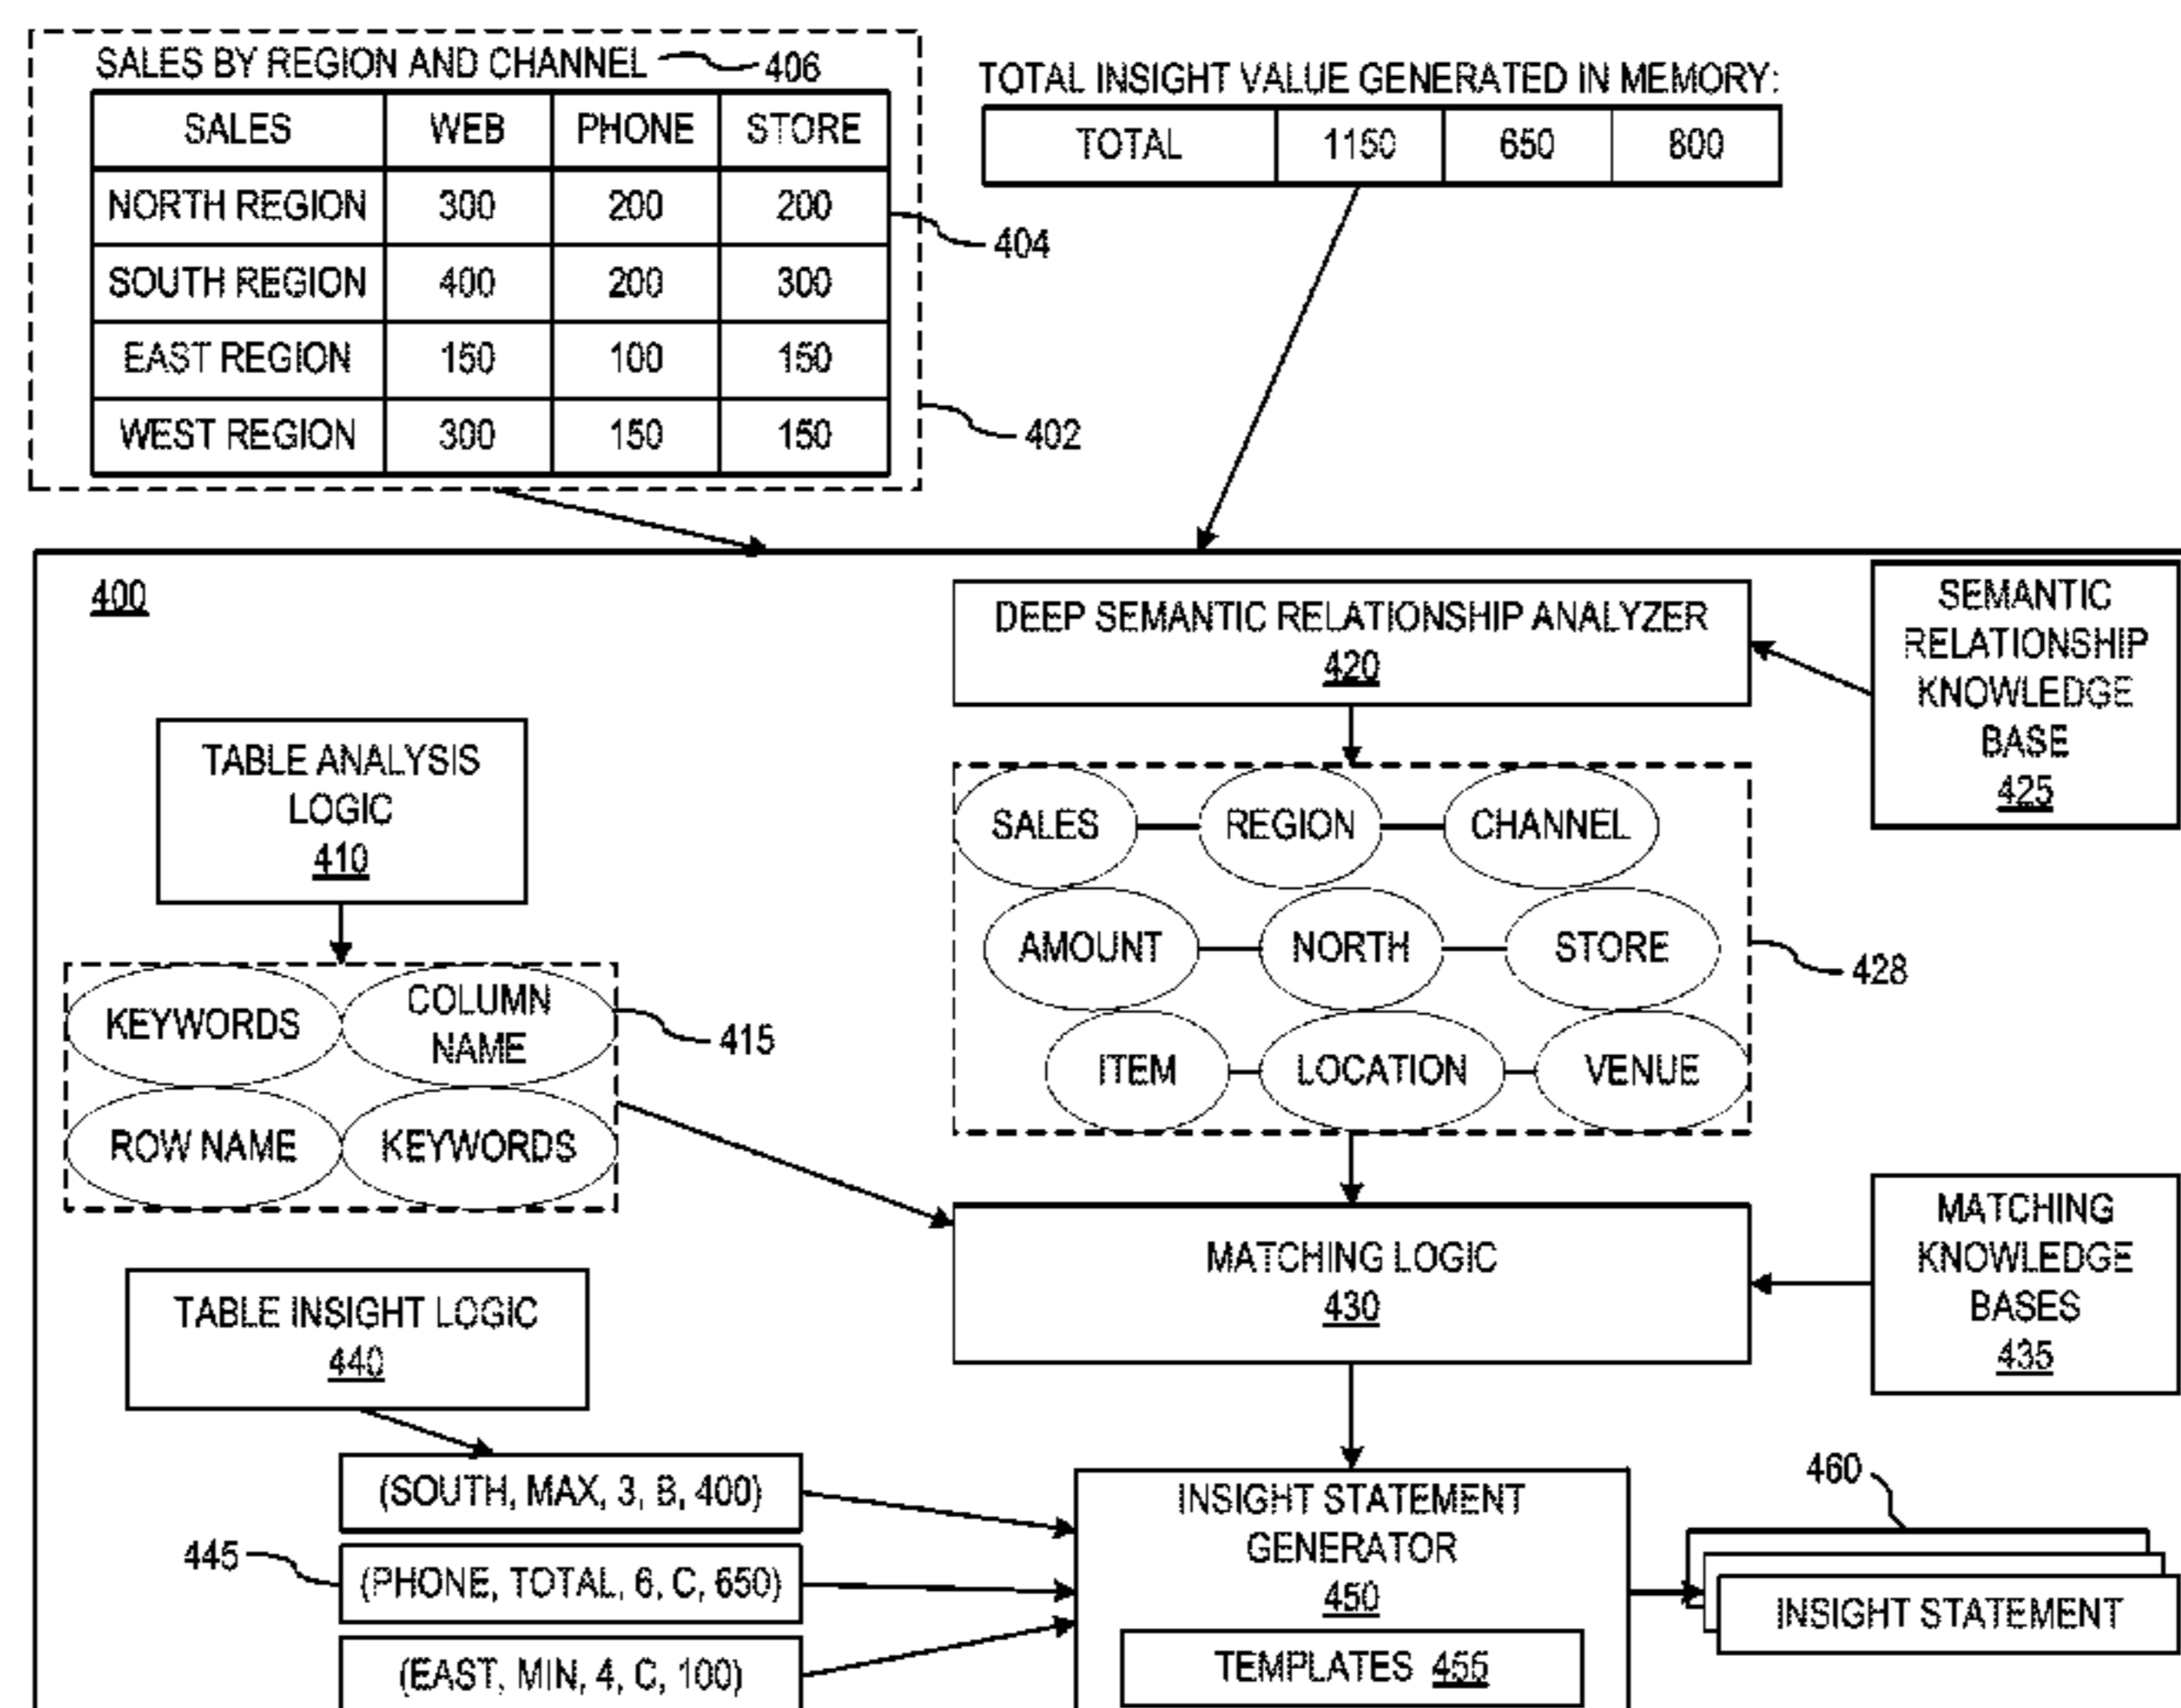 SALES BY REGION AND CHANNEL 406
SALES WEB PHONE STORE
NORTH REGION 300 200 200
SOUTH REGION 400 200 300
EAST REGION 150 100 150
WEST REGION 300 150 150
404
402
TOTAL INSIGHT VALUE GENERATED IN MEMORY:
TOTAL 1150 650 800
400
DEEP SEMANTIC RELATIONSHIP ANALYZER
420
SEMANTIC
RELATIONSHIP
KNOWLEDGE
BASE
425
TABLE ANALYSIS
LOGIC
410
SALES REGION CHANNEL
AMOUNT NORTH STORE
ITEM LOCATION VENUE
428
KEYWORDS
COLUMN
NAME
ROW NAME KEYWORDS
415
MATCHING LOGIC
430
MATCHING
KNOWLEDGE
BASES
435
TABLE INSIGHT LOGIC
440
(SOUTH, MAX, 3, B, 400)
445
(PHONE, TOTAL, 6, C, 650)
(EAST, MIN, 4, C, 100)
INSIGHT STATEMENT
GENERATOR
450
TEMPLATES 455
460
INSIGHT STATEMENT